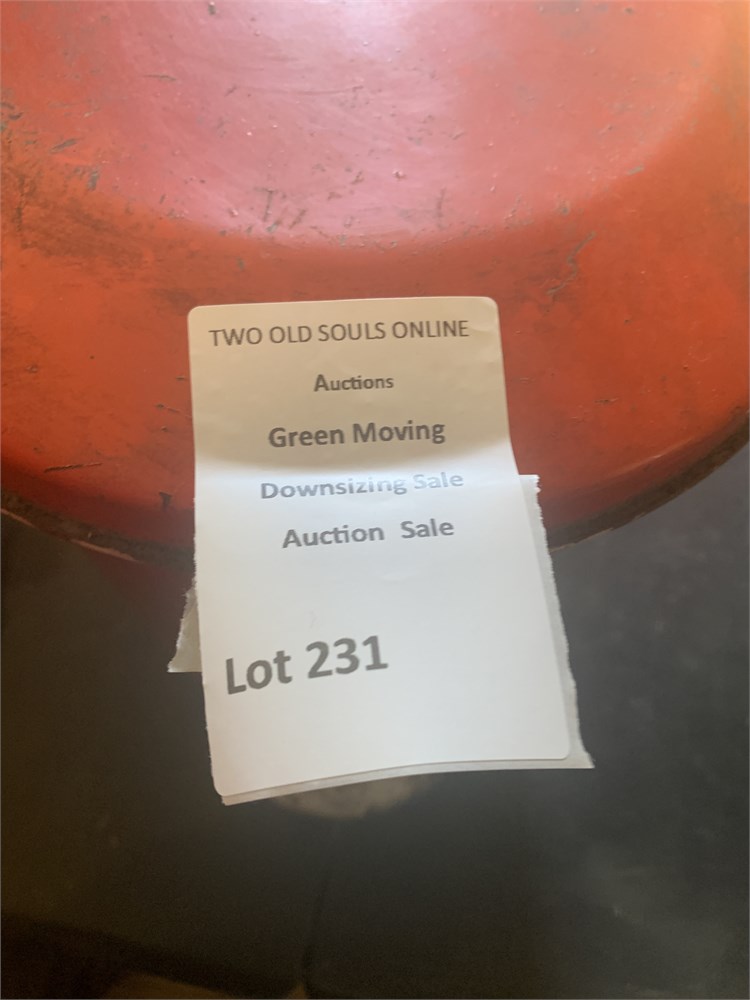 TWO OLD SOULS ONLINE
Auctions
Green Moving
Downsizing Sale
Auction Sale
Lot 231